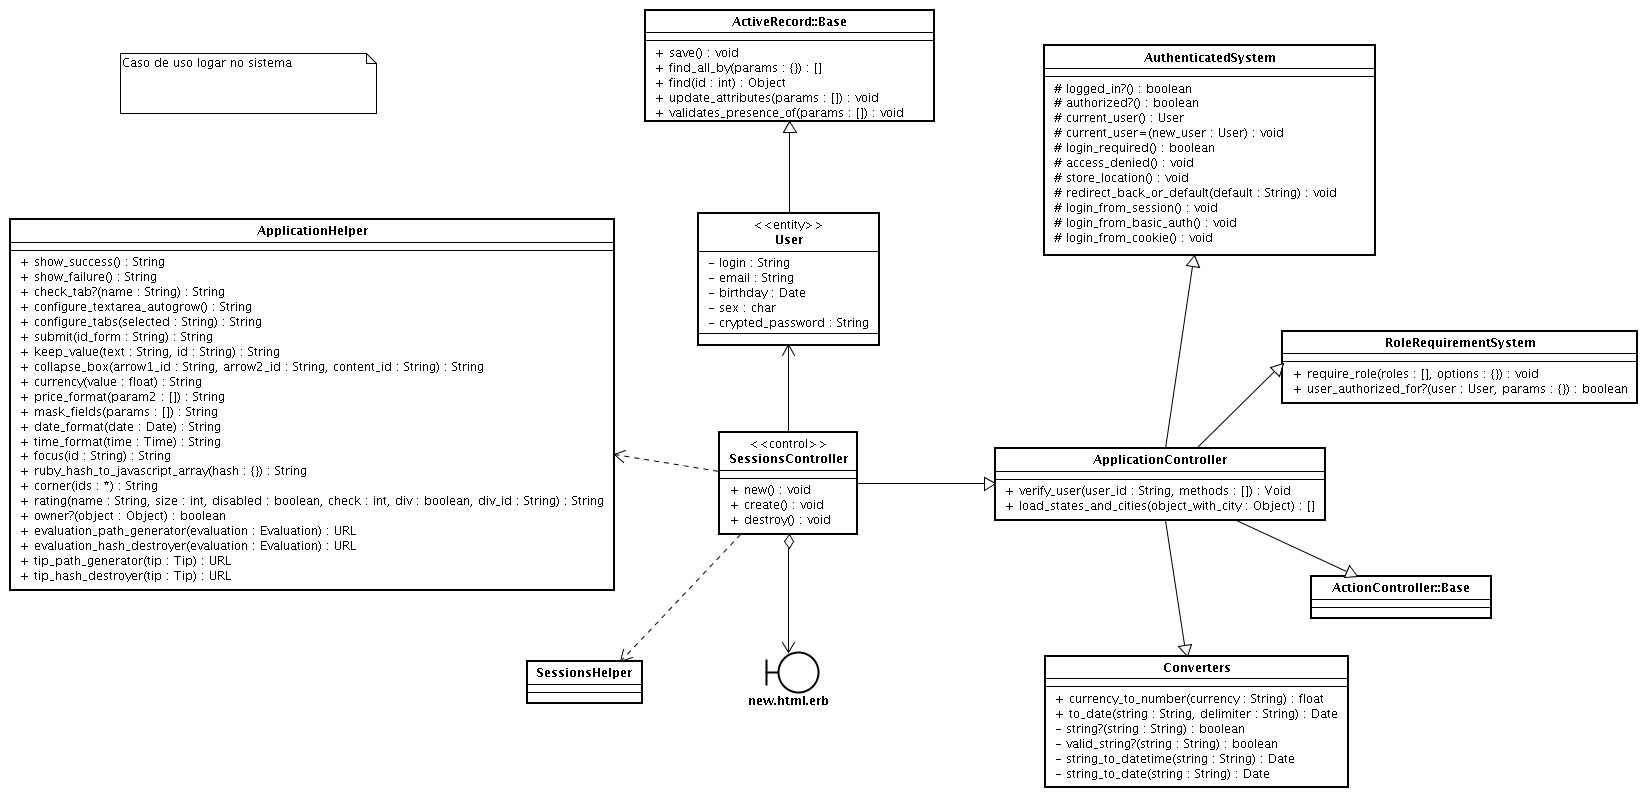 Caso de uso logar no sistema
ActiveRecord::Base
+ save() : void
+ find_all_by(params : {}) : []
+ find(id : int) : Object
+ update_attributes(params : []) : void
+ validates_presence_of(params : []) : void
AuthenticatedSystem
# logged_in?() : boolean
# authorized?() : boolean
# current_user() : User
# current_user=(new_user : User) : void
# login_required() : boolean
# access_denied() : void
# store_location() : void
# redirect_back_or_default(default : String) : void
# login_from_session() : void
# login_from_basic_auth() : void
# login_from_cookie() : void
ApplicationHelper
+ show_success() : String
+ show_failure() : String
+ check_tab?(name : String) : String
+ configure_textarea_autogrow() : String
+ configure_tabs(selected : String) : String
+ submit(id_form : String) : String
+ keep_value(text : String, id : String) : String
+ collapse_box(arrow1_id : String, arrow2_id : String, content_id : String) : String
+ currency(value : float) : String
+ price_format(param2 : []) : String
+ mask_fields(params : []) : String
+ date_format(date : Date) : String
+ time_format(time : Time) : String
+ focus(id : String) : String
+ ruby_hash_to_javascript_array(hash : {}) : String
+ corner(ids : *) : String
+ rating(name : String, size : int, disabled : boolean, check : int, div : boolean, div_id : String) : String
+ owner?(object : Object) : boolean
+ evaluation_path_generator(evaluation : Evaluation) : URL
+ evaluation_hash_destroyer(evaluation : Evaluation) : URL
+ tip_path_generator(tip : Tip) : URL
+ tip_hash_destroyer(tip : Tip) : URL
<<entity>>
User
- login : String
- email : String
- birthday : Date
- sex : char
- crypted_password : String
RoleRequirementSystem
+ require_role(roles : [], options : {}) : void
+ user_authorized_for?(user : User, params : {}) : boolean
<<control>>
SessionsController
+ new() : void
+ create() : void
+ destroy() : void
ApplicationController
+ verify_user(user_id : String, methods : []) : Void
+ load_states_and_cities(object_with_city : Object) : []
ActionController::Base
SessionsHelper
new.html.erb
Converters
+ currency_to_number(currency : String) : float
+ to_date(string : String, delimiter : String) : Date
- string?(string : String) : boolean
- valid_string?(string : String) : boolean
- string_to_datetime(string : String) : Date
- string_to_date(string : String) : Date